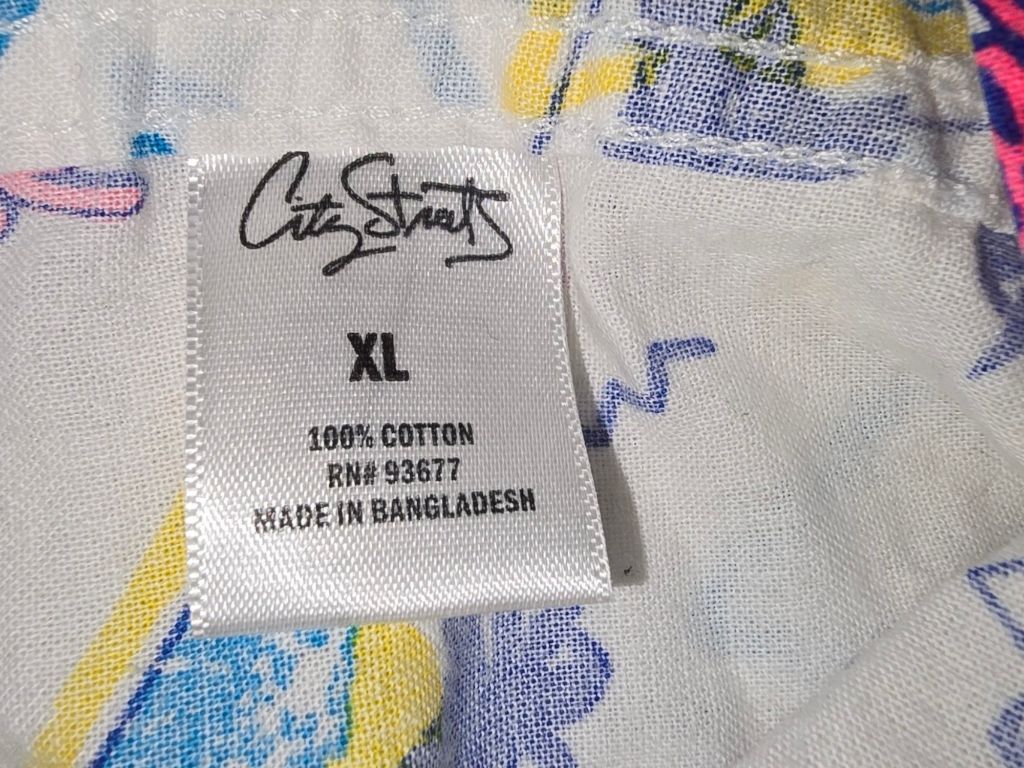 City Streets
XL
100% COTTON
RN# 93677
MADE IN BANGLADESH